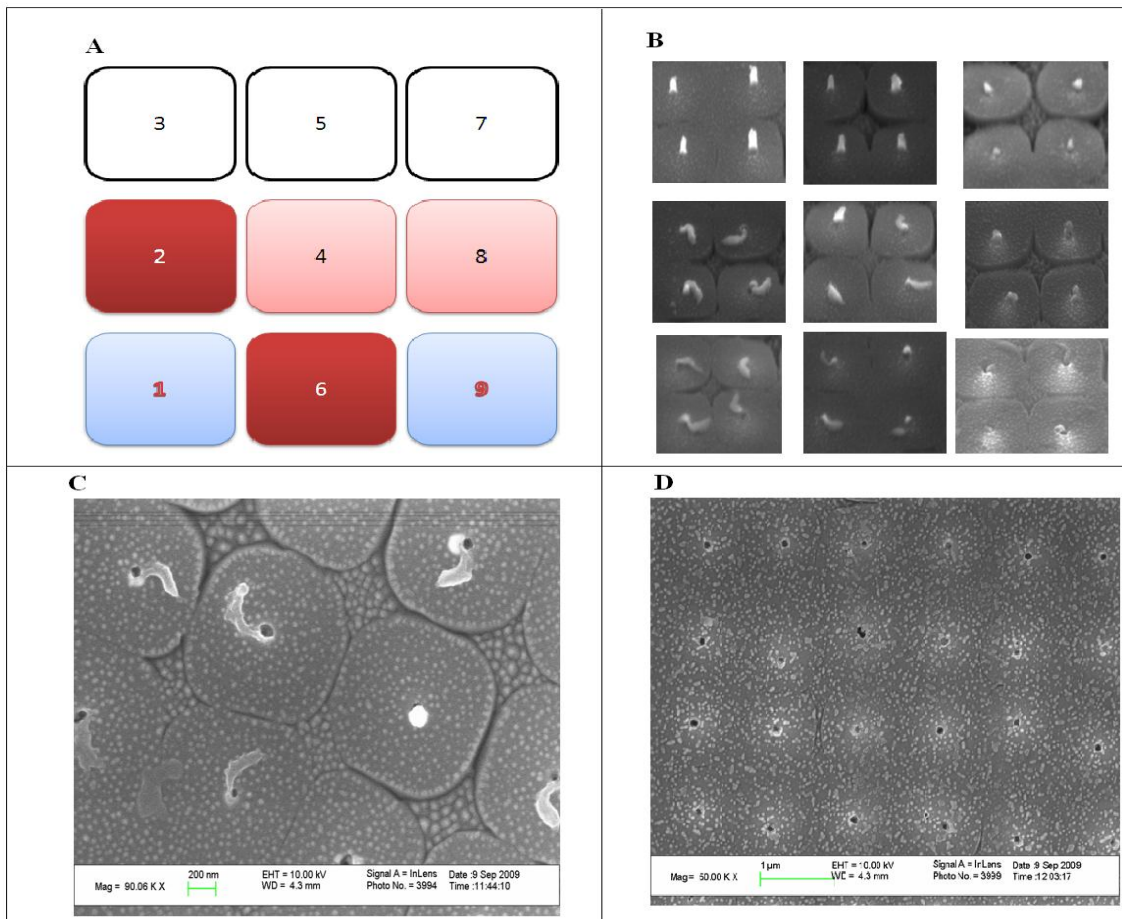 A
3 5 7
2 4 8
1 6 9
B
C
Mag = 90.06 K X
200 nm
EHT = 10.00 kV
WD = 4.3 mm
Signal A = InLens
Photo No. = 3994
Date :9 Sep 2009
Time :11:44:10
D
Mag = 50.00 K X
1 µm
EHT = 10.00 kV
WD = 4.3 mm
Signal A = InLens
Photo No. = 3999
Date :9 Sep 2009
Time :12:03:17